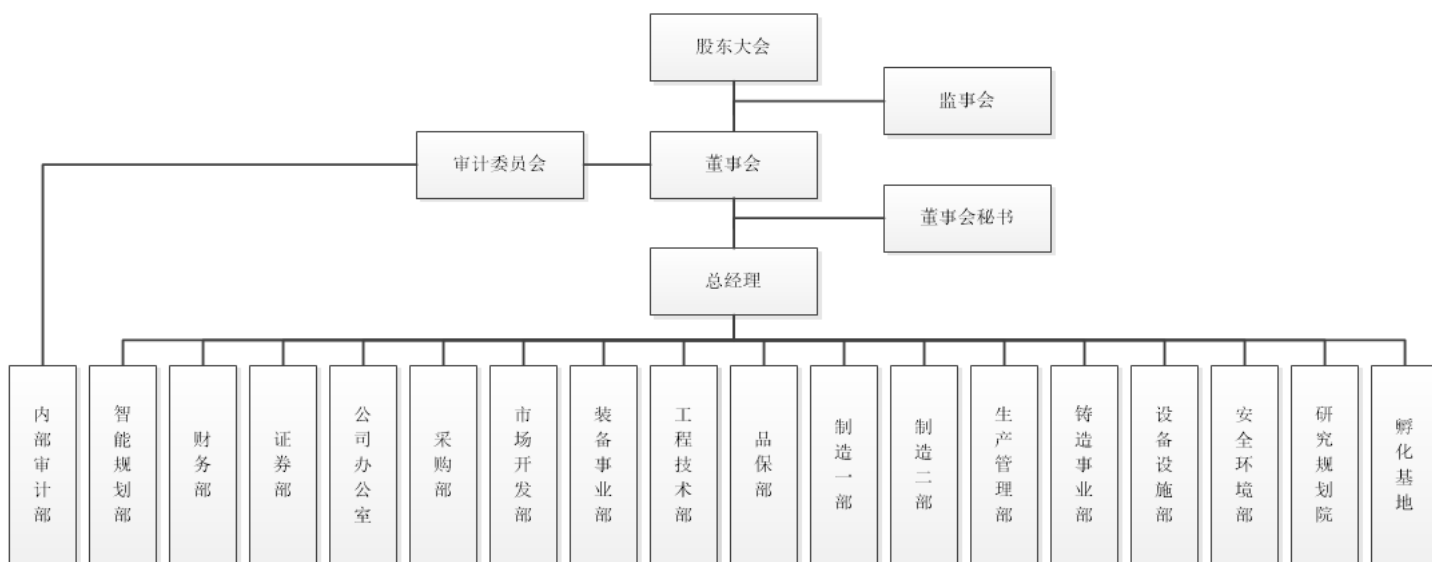 股东大会
监事会
审计委员会
董事会
董事会秘书
总经理
内部审计部
智能规划部
财务部
证券部
公司办公室
采购部
市场开发部
装备事业部
工程技术部
品保部
制造一部
制造二部
生产管理部
铸造事业部
设备设施部
安全环境部
研究规划院
孵化基地